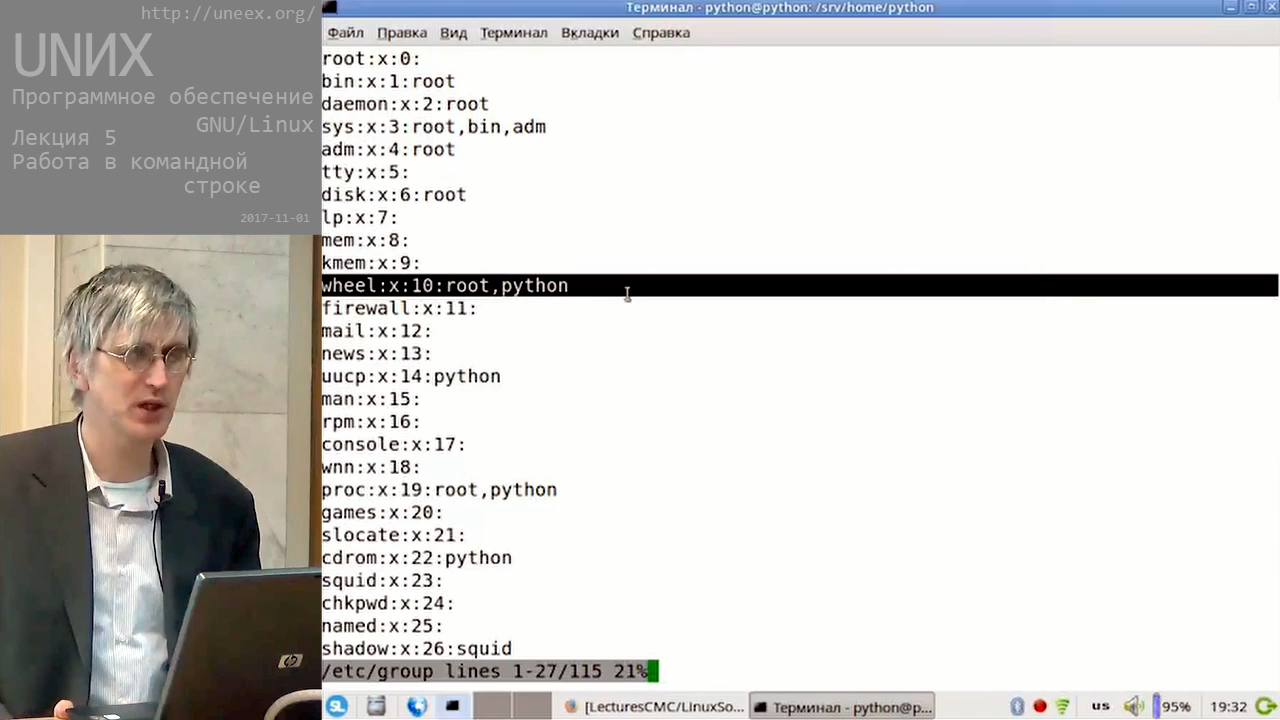 http://uneex.org/
UNИX
Программное обеспечение
GNU/Linux
Лекция 5
Работа в командной
строке
2017-11-01
Терминал - python@python: /srv/home/python
Файл Правка Вид Терминал Вкладки Справка
root:x:0:
bin:x:1:root
daemon:x:2:root
sys:x:3:root,bin,adm
adm:x:4:root
tty:x:5:
disk:x:6:root
lp:x:7:
mem:x:8:
kmem:x:9:
wheel:x:10:root,python
firewall:x:11:
mail:x:12:
news:x:13:
uucp:x:14:python
man:x:15:
rpm:x:16:
console:x:17:
wnn:x:18:
proc:x:19:root,python
games:x:20:
slocate:x:21:
cdrom:x:22:python
squid:x:23:
chkpwd:x:24:
named:x:25:
shadow:x:26:squid
/etc/group lines 1-27/115 21%
SL [LecturesCMC/LinuxSo... Терминал - python@p... us 95% 19:32
hp